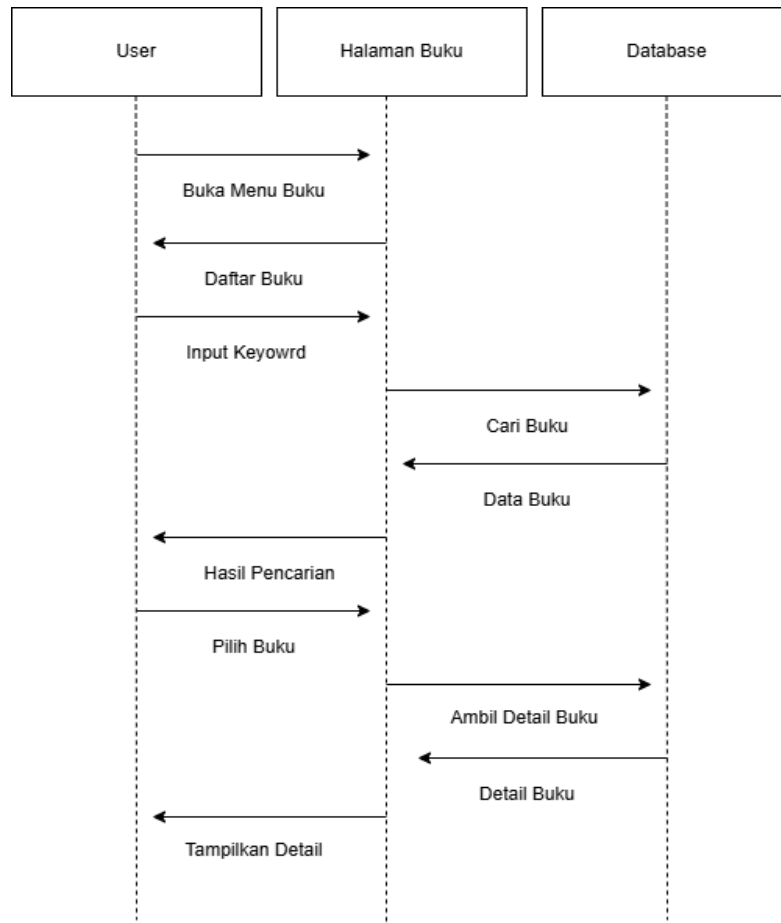 User
Halaman Buku
Database
Buka Menu Buku
Daftar Buku
Input Keyowrd
Cari Buku
Data Buku
Hasil Pencarian
Pilih Buku
Ambil Detail Buku
Detail Buku
Tampilkan Detail